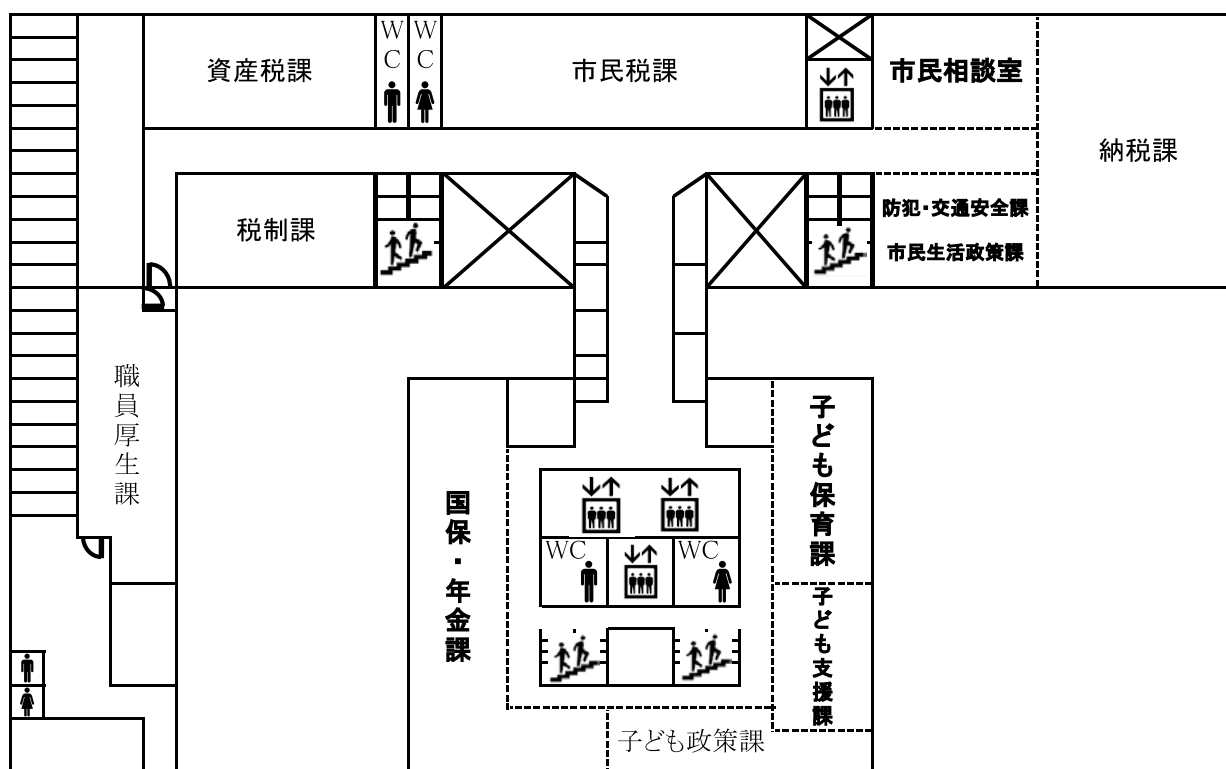 資産税課
WC
WC
市民税課
市民相談室
納税課
税制課
防犯・交通安全課
市民生活政策課
職員厚生課
国保・年金課
子ども保育課
WC
WC
子ども支援課
子ども政策課